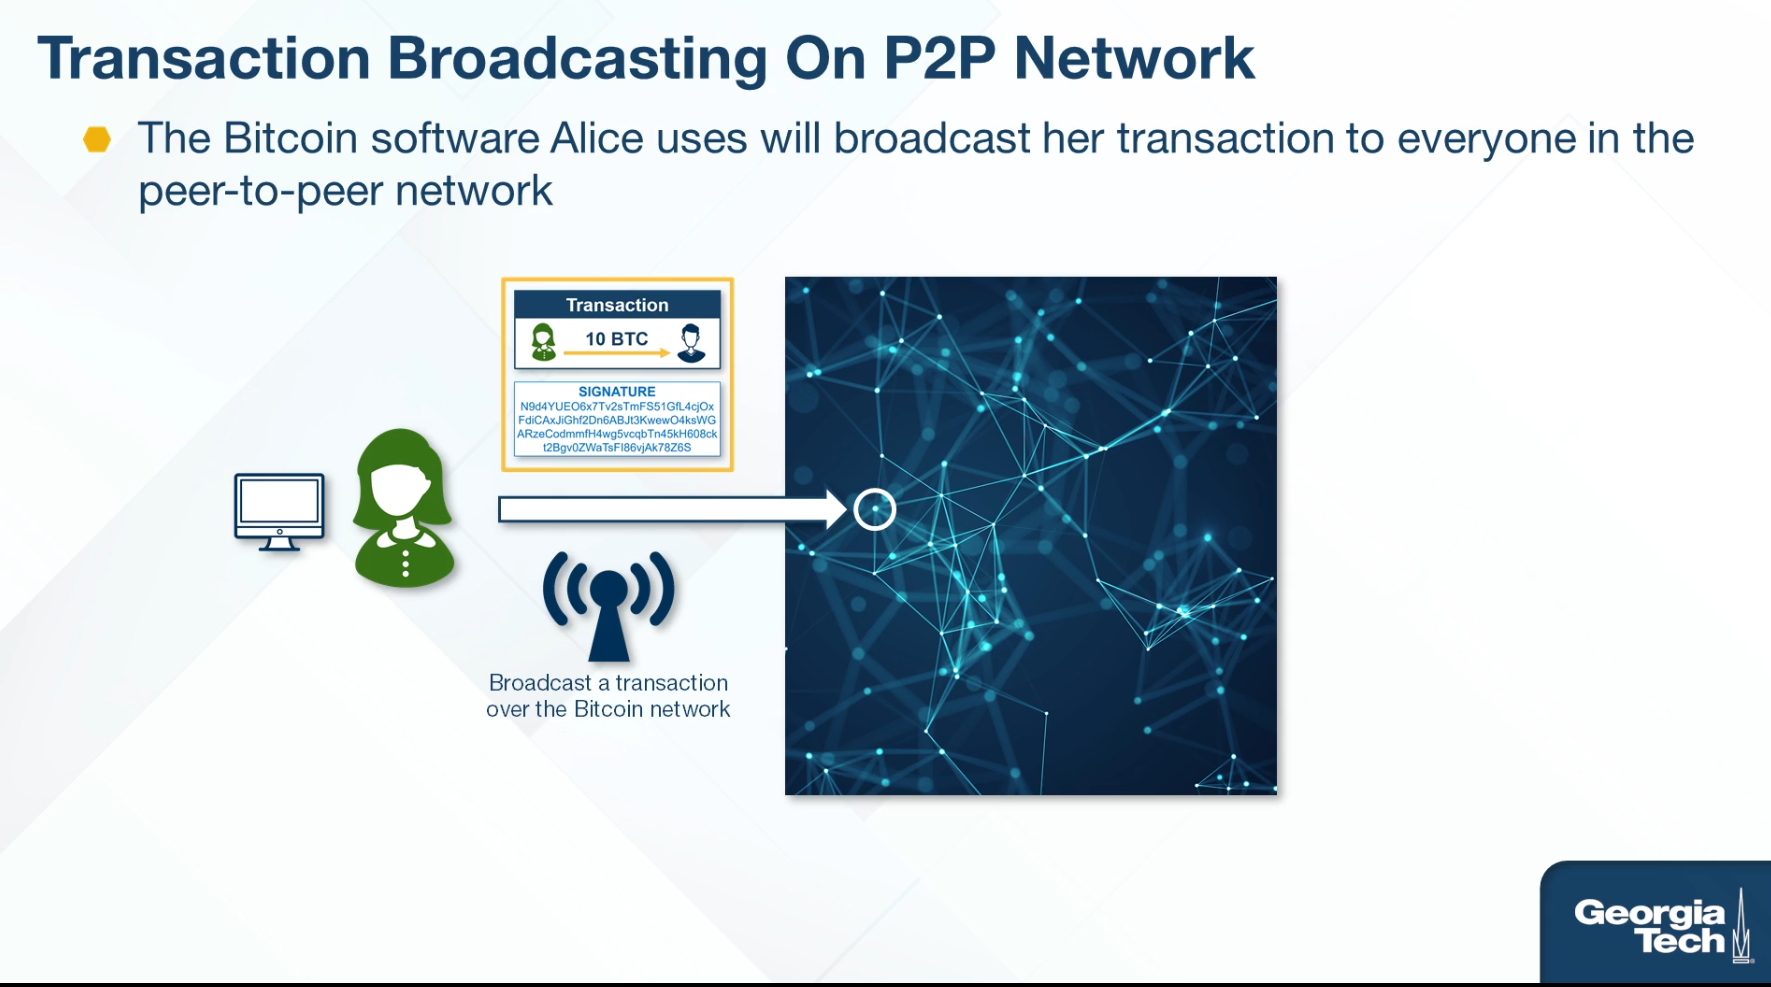 Transaction Broadcasting On P2P Network
The Bitcoin software Alice uses will broadcast her transaction to everyone in the
peer-to-peer network
Transaction
10 BTC
SIGNATURE
N9d4YUEO6x7Tv2sTmFS51GfL4cjOx
FdiCAxJiGhf2Dn6ABJt3KwewO4ksWG
ARzeCodmmfH4wg5vcqbTn45kH608ck
t2Bgv0ZWaTsFI86vjAk78Z6S
Broadcast a transaction
over the Bitcoin network
Georgia
Tech